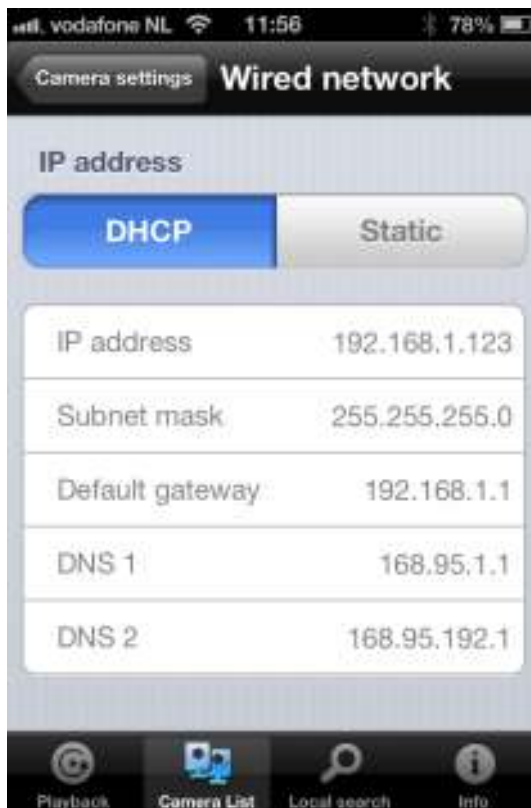 vodafone NL 11:56 78%
Camera settings Wired network
IP address
DHCP Static
IP address 192.168.1.123
Subnet mask 255.255.255.0
Default gateway 192.168.1.1
DNS 1 168.95.1.1
DNS 2 168.95.192.1
Playback Camera List Local search Info